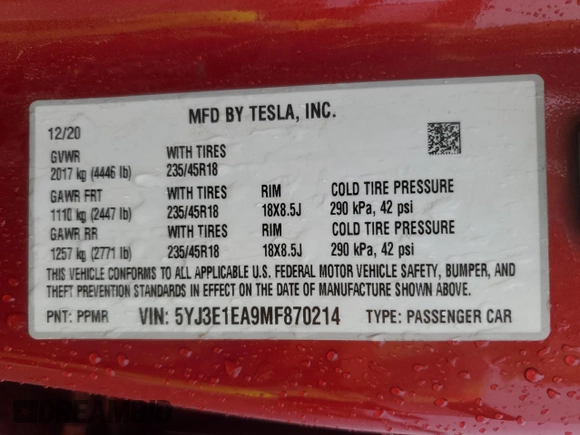 MFD BY TESLA, INC.
12/20
GVWR WITH TIRES
2017 kg (4446 lb) 235/45R18
GAWR FRT WITH TIRES RIM COLD TIRE PRESSURE
1110 kg (2447 lb) 235/45R18 18X8.5J 290 kPa, 42 psi
GAWR RR WITH TIRES RIM COLD TIRE PRESSURE
1257 kg (2771 lb) 235/45R18 18X8.5J 290 kPa, 42 psi
THIS VEHICLE CONFORMS TO ALL APPLICABLE U.S. FEDERAL MOTOR VEHICLE SAFETY, BUMPER, AND
THEFT PREVENTION STANDARDS IN EFFECT ON THE DATE OF MANUFACTURE SHOWN ABOVE.
PNT: PPMR VIN: 5YJ3E1EA9MF870214 TYPE: PASSENGER CAR
DREAMBID